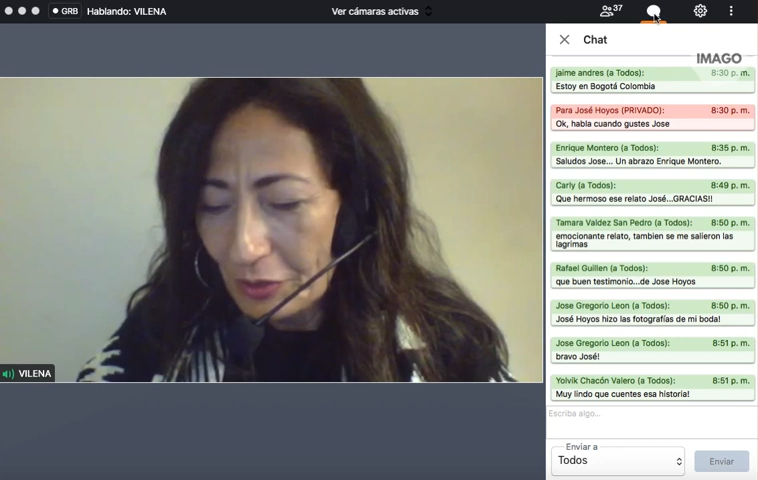 GRB
Hablando: VILENA
Ver cámaras activas
37
Chat
IMAGO
jaime andres (a Todos): 8:30 p. m.
Estoy en Bogotá Colombia
Para José Hoyos (PRIVADO): 8:30 p. m.
Ok, habla cuando gustes Jose
Enrique Montero (a Todos): 8:35 p. m.
Saludos Jose... Un abrazo Enrique Montero.
Carly (a Todos): 8:49 p. m.
Que hermoso ese relato José...GRACIAS!!
Tamara Valdez San Pedro (a Todos): 8:50 p. m.
emocionante relato, tambien se me salieron las
lagrimas
Rafael Guillen (a Todos): 8:50 p. m.
que buen testimonio...de Jose Hoyos
Jose Gregorio Leon (a Todos): 8:50 p. m.
José Hoyos hizo las fotografías de mi boda!
Jose Gregorio Leon (a Todos): 8:51 p. m.
bravo José!
Yolvik Chacón Valero (a Todos): 8:51 p. m.
Muy lindo que cuentes esa historia!
VILENA
Escriba algo...
Enviar a
Todos
Enviar